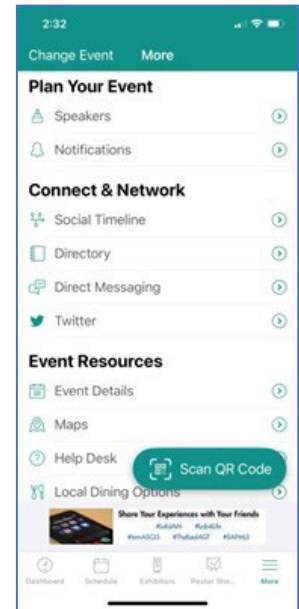 2:32
Change Event More
Plan Your Event
Speakers
Notifications
Connect & Network
Social Timeline
Directory
Direct Messaging
Twitter
Event Resources
Event Details
Maps
Help Desk
Scan QR Code
Local Dining Options
Share Your Experiences with Your Friends
Dashboard Schedule Exhibitors Poster Sho... More